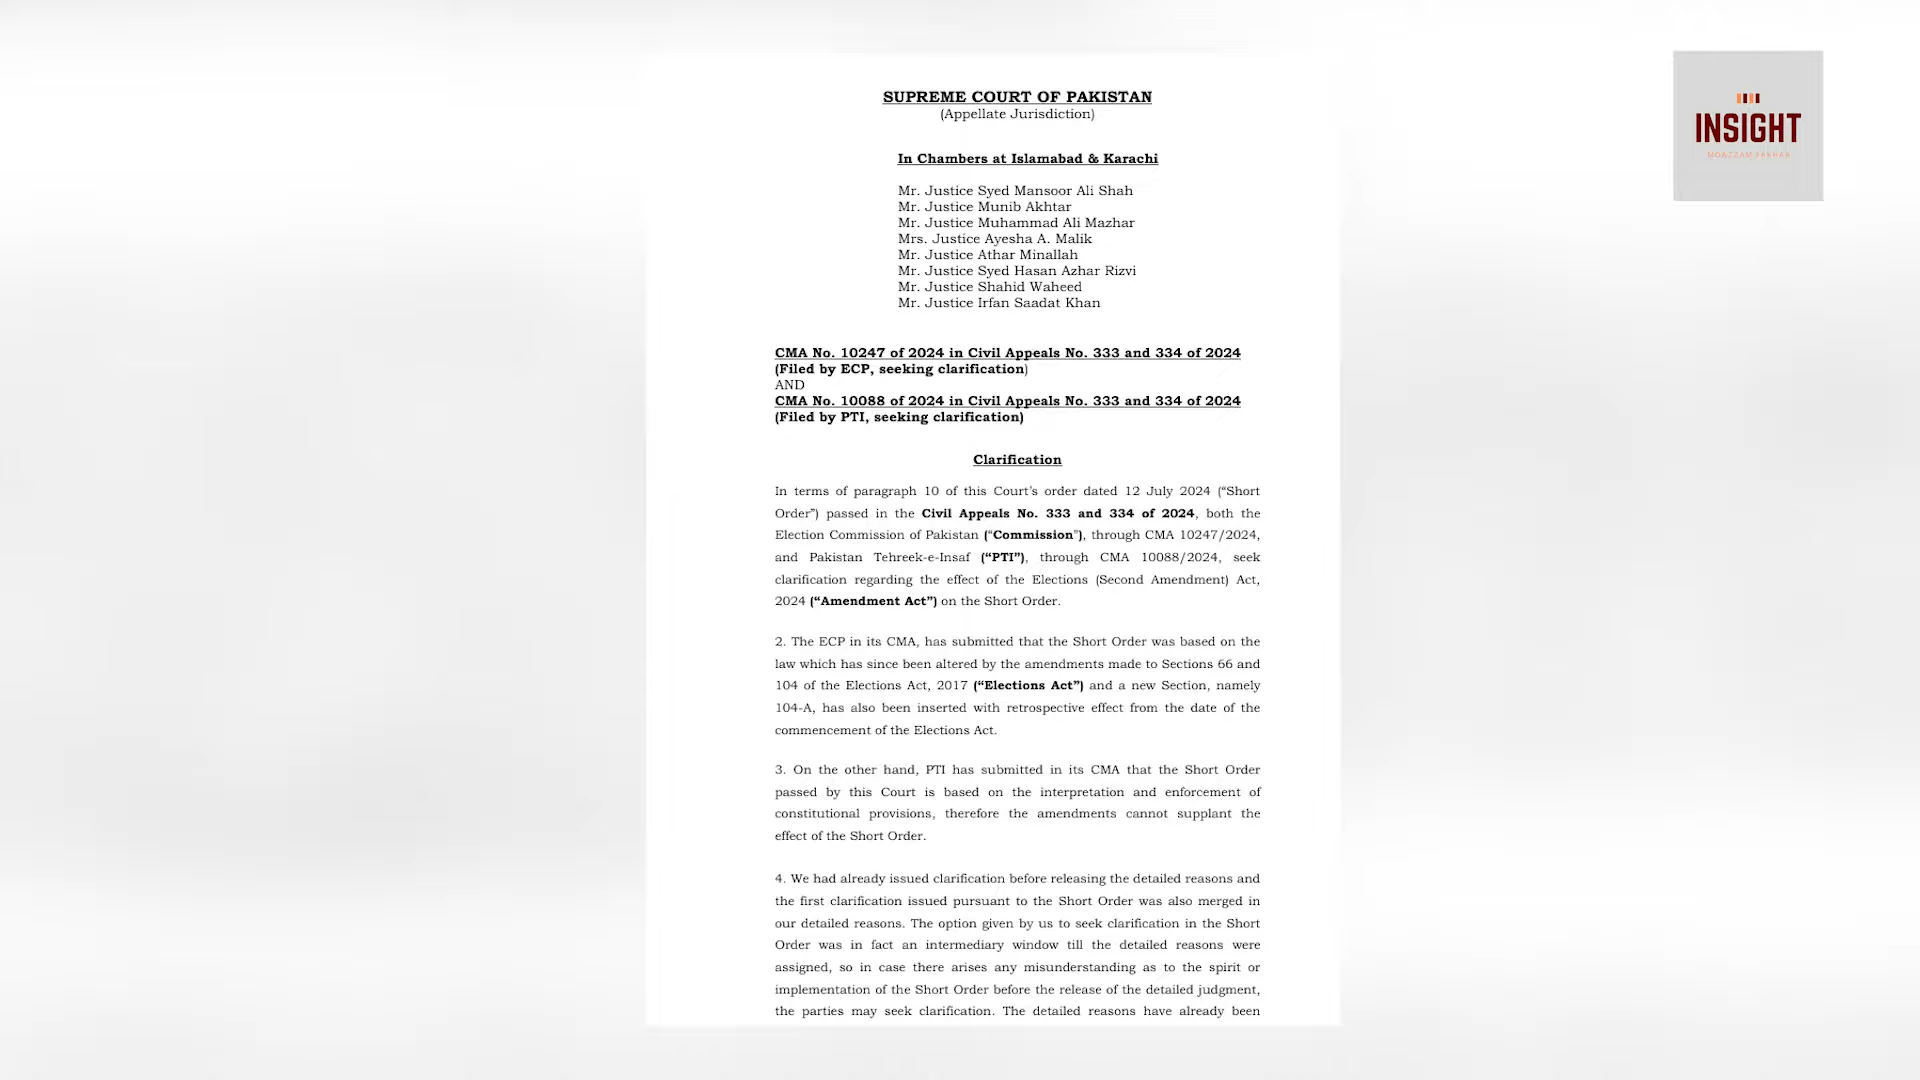 SUPREME COURT OF PAKISTAN
(Appellate Jurisdiction)
In Chambers at Islamabad & Karachi
Mr. Justice Syed Mansoor Ali Shah
Mr. Justice Munib Akhtar
Mr. Justice Muhammad Ali Mazhar
Mrs. Justice Ayesha A. Malik
Mr. Justice Athar Minallah
Mr. Justice Syed Hasan Azhar Rizvi
Mr. Justice Shahid Waheed
Mr. Justice Irfan Saadat Khan
CMA No. 10247 of 2024 in Civil Appeals No. 333 and 334 of 2024
(Filed by ECP, seeking clarification)
AND
CMA No. 10088 of 2024 in Civil Appeals No. 333 and 334 of 2024
(Filed by PTI, seeking clarification)
Clarification
In terms of paragraph 10 of this Court’s order dated 12 July 2024 (“Short
Order”) passed in the Civil Appeals No. 333 and 334 of 2024, both the
Election Commission of Pakistan (“Commission”), through CMA 10247/2024,
and Pakistan Tehreek-e-Insaf (“PTI”), through CMA 10088/2024, seek
clarification regarding the effect of the Elections (Second Amendment) Act,
2024 (“Amendment Act”) on the Short Order.
2. The ECP in its CMA, has submitted that the Short Order was based on the
law which has since been altered by the amendments made to Sections 66 and
104 of the Elections Act, 2017 (“Elections Act”) and a new Section, namely
104-A, has also been inserted with retrospective effect from the date of the
commencement of the Elections Act.
3. On the other hand, PTI has submitted in its CMA that the Short Order
passed by this Court is based on the interpretation and enforcement of
constitutional provisions, therefore the amendments cannot supplant the
effect of the Short Order.
4. We had already issued clarification before releasing the detailed reasons and
the first clarification issued pursuant to the Short Order was also merged in
our detailed reasons. The option given by us to seek clarification in the Short
Order was in fact an intermediary window till the detailed reasons were
assigned, so in case there arises any misunderstanding as to the spirit or
implementation of the Short Order before the release of the detailed judgment,
the parties may seek clarification. The detailed reasons have already been
INSIGHT
MOAZZAM FAKHAR